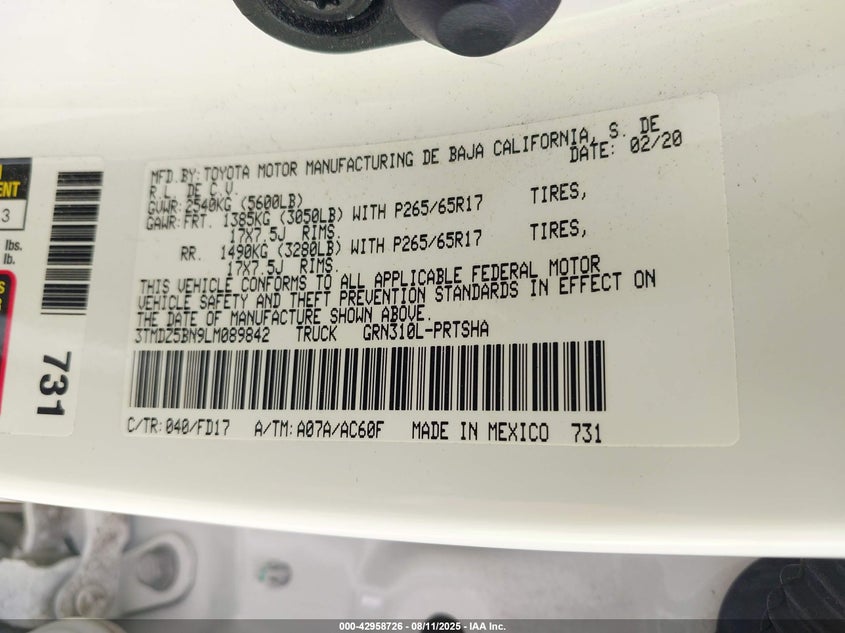 MFD.BY:TOYOTA MOTOR MANUFACTURING DE BAJA CALIFORNIA, S. DE
R.L. DE C.V. DATE: 02/20
GVWR:2540KG (5600LB)
GAWR:FRT. 1385KG (3050LB) WITH P265/65R17 TIRES,
17X7.5J RIMS.
RR. 1490KG (3280LB) WITH P265/65R17 TIRES,
17X7.5J RIMS.
THIS VEHICLE CONFORMS TO ALL APPLICABLE FEDERAL MOTOR
VEHICLE SAFETY AND THEFT PREVENTION STANDARDS IN EFFECT ON
THE DATE OF MANUFACTURE SHOWN ABOVE.
3TMDZ5BN9LM089842 TRUCK GRN310L-PRTSHA
C/TR:040/FD17 A/TM:A07A/AC60F MADE IN MEXICO 731
731
ENT
3
lbs.
lb.
S
R
000-42958726 - 08/11/2025 - © IAA Inc.